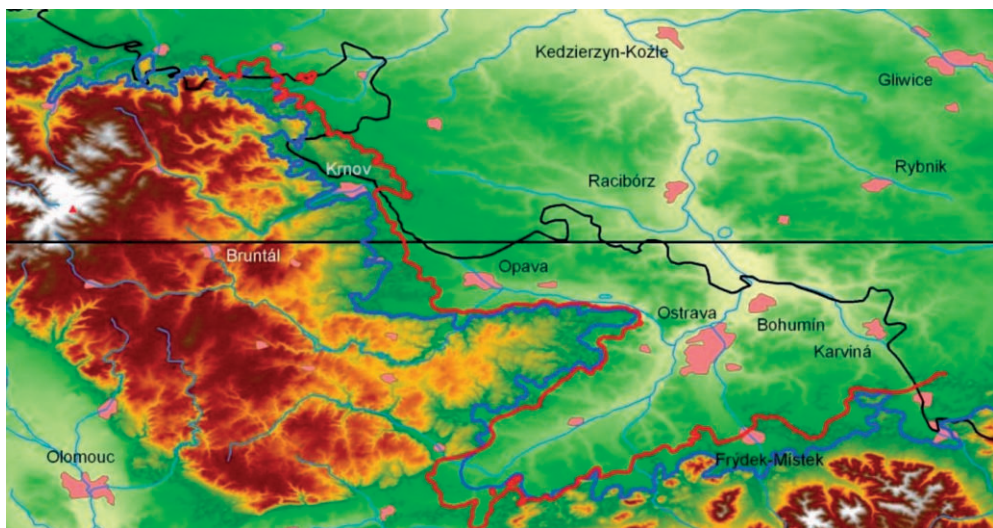 Kedzierzyn-Koźle
Gliwice
Krnov
Racibórz
Rybnik
Bruntál
Opava
Ostrava
Bohumín
Karviná
Olomouc
Frýdek-Místek